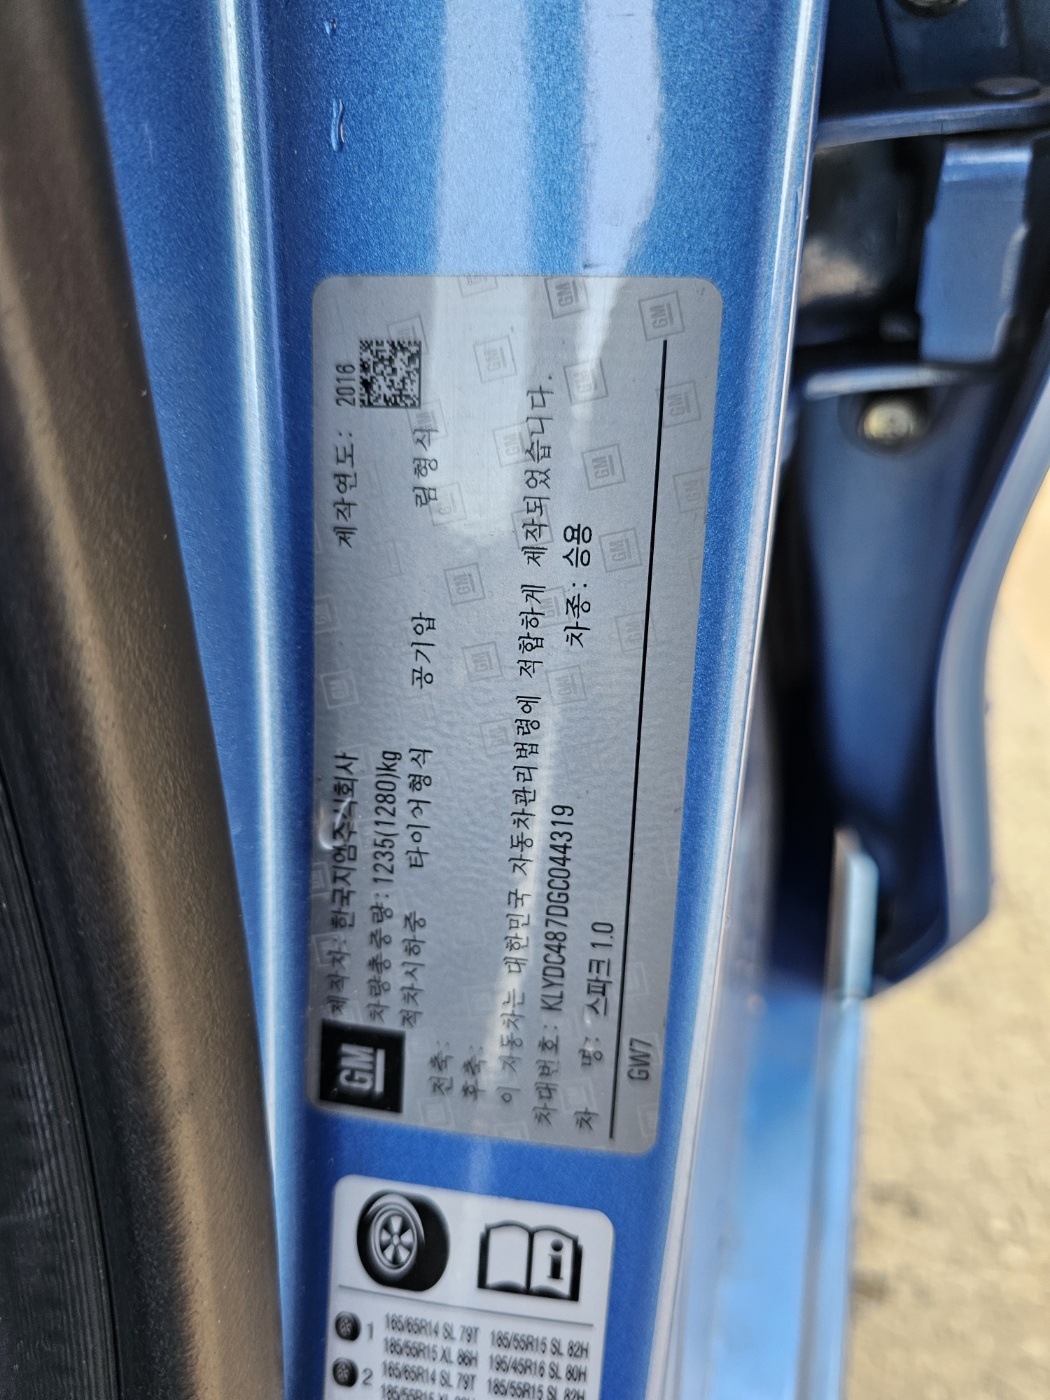 GM
제작자: 한국지엠주식회사 제작연도: 2016
차량총중량: 1235(1280)kg
적차시하중 타이어형식 공기압 림형식
전축:
후축:
이 자동차는 대한민국 자동차관리법령에 적합하게 제작되었습니다.
차대번호: KLYDC487DGC044319
차 명: 스파크 1.0 차종: 승용
GW7
1 165/65R14 SL 79T 185/55R15 SL 82H
185/55R15 XL 86H 195/45R16 SL 80H
2 165/65R14 SL 79T 185/55R15 SL 82H